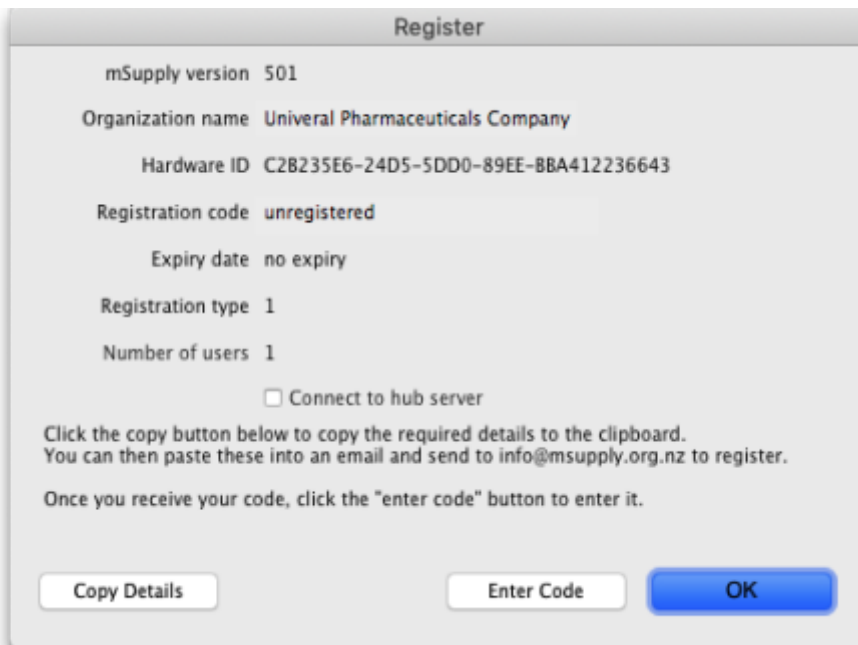 Register
mSupply version 501
Organization name Univeral Pharmaceuticals Company
Hardware ID C2B235E6-24D5-5DD0-89EE-BBA412236643
Registration code unregistered
Expiry date no expiry
Registration type 1
Number of users 1
Connect to hub server
Click the copy button below to copy the required details to the clipboard.
You can then paste these into an email and send to info@msupply.org.nz to register.
Once you receive your code, click the "enter code" button to enter it.
Copy Details Enter Code OK